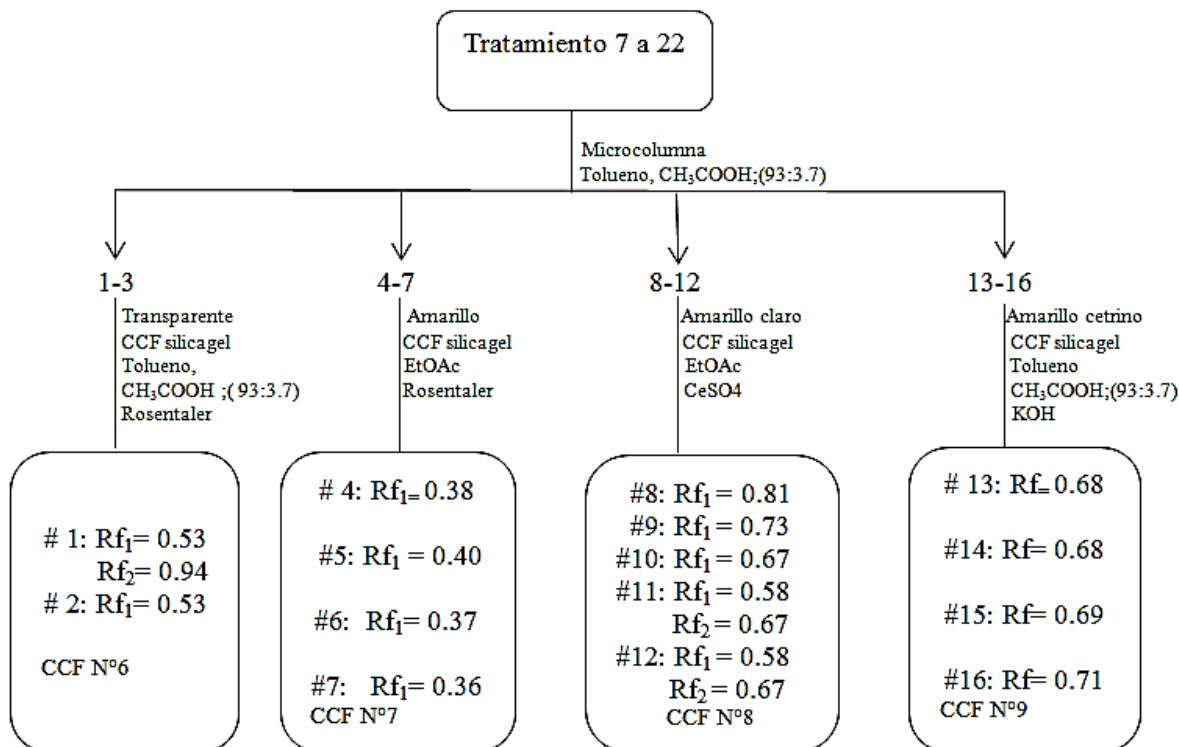 Tratamiento 7 a 22
Microcolumna
Tolueno, CH₃COOH;(93:3.7)
1-3
Transparente
CCF silicagel
Tolueno,
CH₃COOH ;( 93:3.7)
Rosentaler
# 1: Rf₁= 0.53
Rf₂= 0.94
# 2: Rf₁= 0.53
CCF N°6
4-7
Amarillo
CCF silicagel
EtOAc
Rosentaler
# 4: Rf₁₌ 0.38
#5: Rf₁ = 0.40
#6: Rf₁= 0.37
#7: Rf₁= 0.36
CCF N°7
8-12
Amarillo claro
CCF silicagel
EtOAc
CeSO4
#8: Rf₁ = 0.81
#9: Rf₁ = 0.73
#10: Rf₁ = 0.67
#11: Rf₁ = 0.58
Rf₂ = 0.67
#12: Rf₁ = 0.58
Rf₂ = 0.67
CCF N°8
13-16
Amarillo cetrino
CCF silicagel
Tolueno
CH₃COOH;(93:3.7)
KOH
# 13: Rf₌ 0.68
#14: Rf= 0.68
#15: Rf= 0.69
#16: Rf= 0.71
CCF N°9